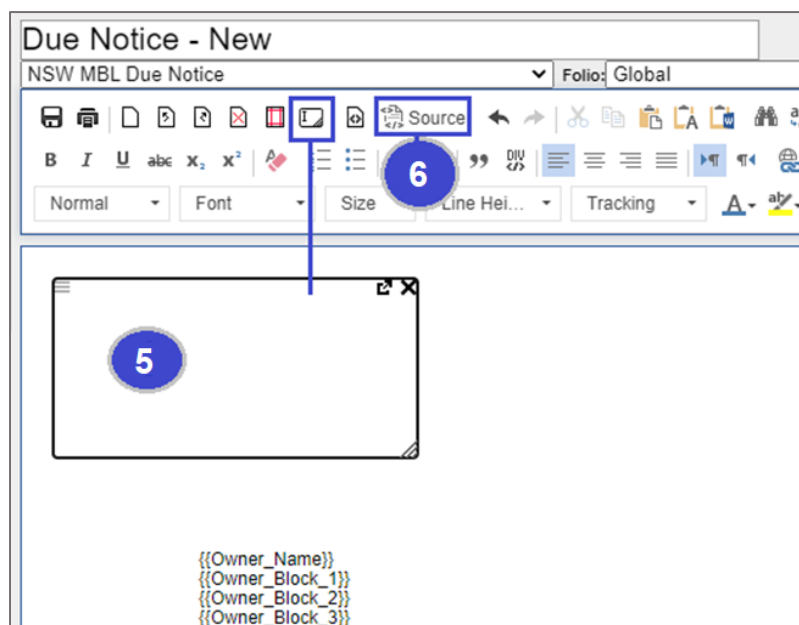 Due Notice - New
NSW MBL Due Notice Folio: Global
Source
B I U abc x₂ x² 6 DIV
Normal Font Size Line Hei... Tracking A
5
{{Owner_Name}}
{{Owner_Block_1}}
{{Owner_Block_2}}
{{Owner_Block_3}}